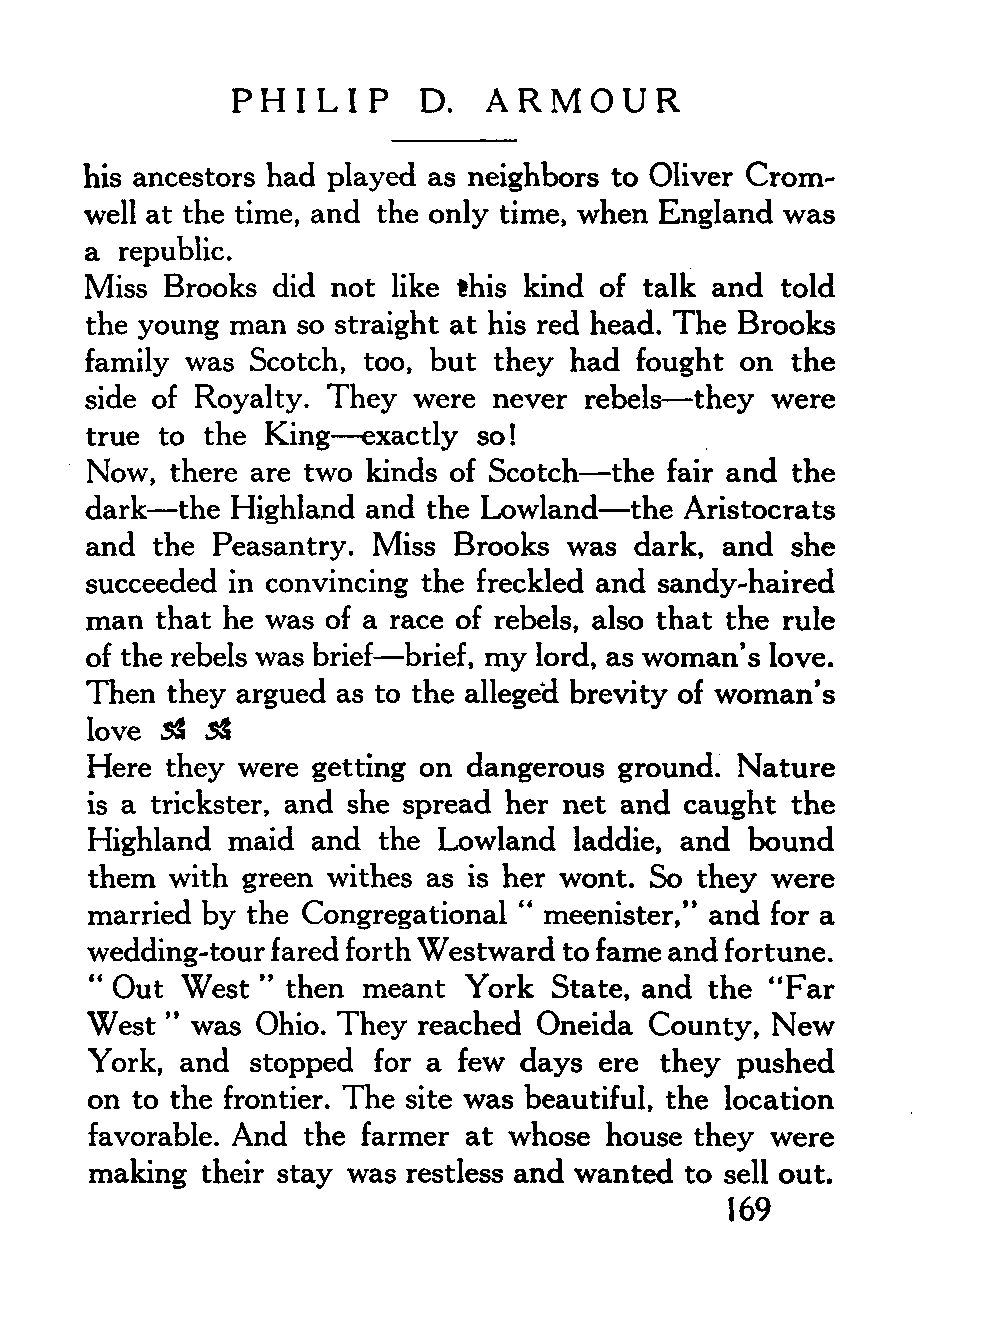 PHILIP D. ARMOUR
his ancestors had played as neighbors to Oliver Crom-
well at the time, and the only time, when England was
a republic.
Miss Brooks did not like this kind of talk and told
the young man so straight at his red head. The Brooks
family was Scotch, too, but they had fought on the
side of Royalty. They were never rebels—they were
true to the King—exactly so!
Now, there are two kinds of Scotch—the fair and the
dark—the Highland and the Lowland—the Aristocrats
and the Peasantry. Miss Brooks was dark, and she
succeeded in convincing the freckled and sandy-haired
man that he was of a race of rebels, also that the rule
of the rebels was brief—brief, my lord, as woman's love.
Then they argued as to the alleged brevity of woman's
love
Here they were getting on dangerous ground. Nature
is a trickster, and she spread her net and caught the
Highland maid and the Lowland laddie, and bound
them with green withes as is her wont. So they were
married by the Congregational " meenister," and for a
wedding-tour fared forth Westward to fame and fortune.
" Out West " then meant York State, and the "Far
West " was Ohio. They reached Oneida County, New
York, and stopped for a few days ere they pushed
on to the frontier. The site was beautiful, the location
favorable. And the farmer at whose house they were
making their stay was restless and wanted to sell out.
169